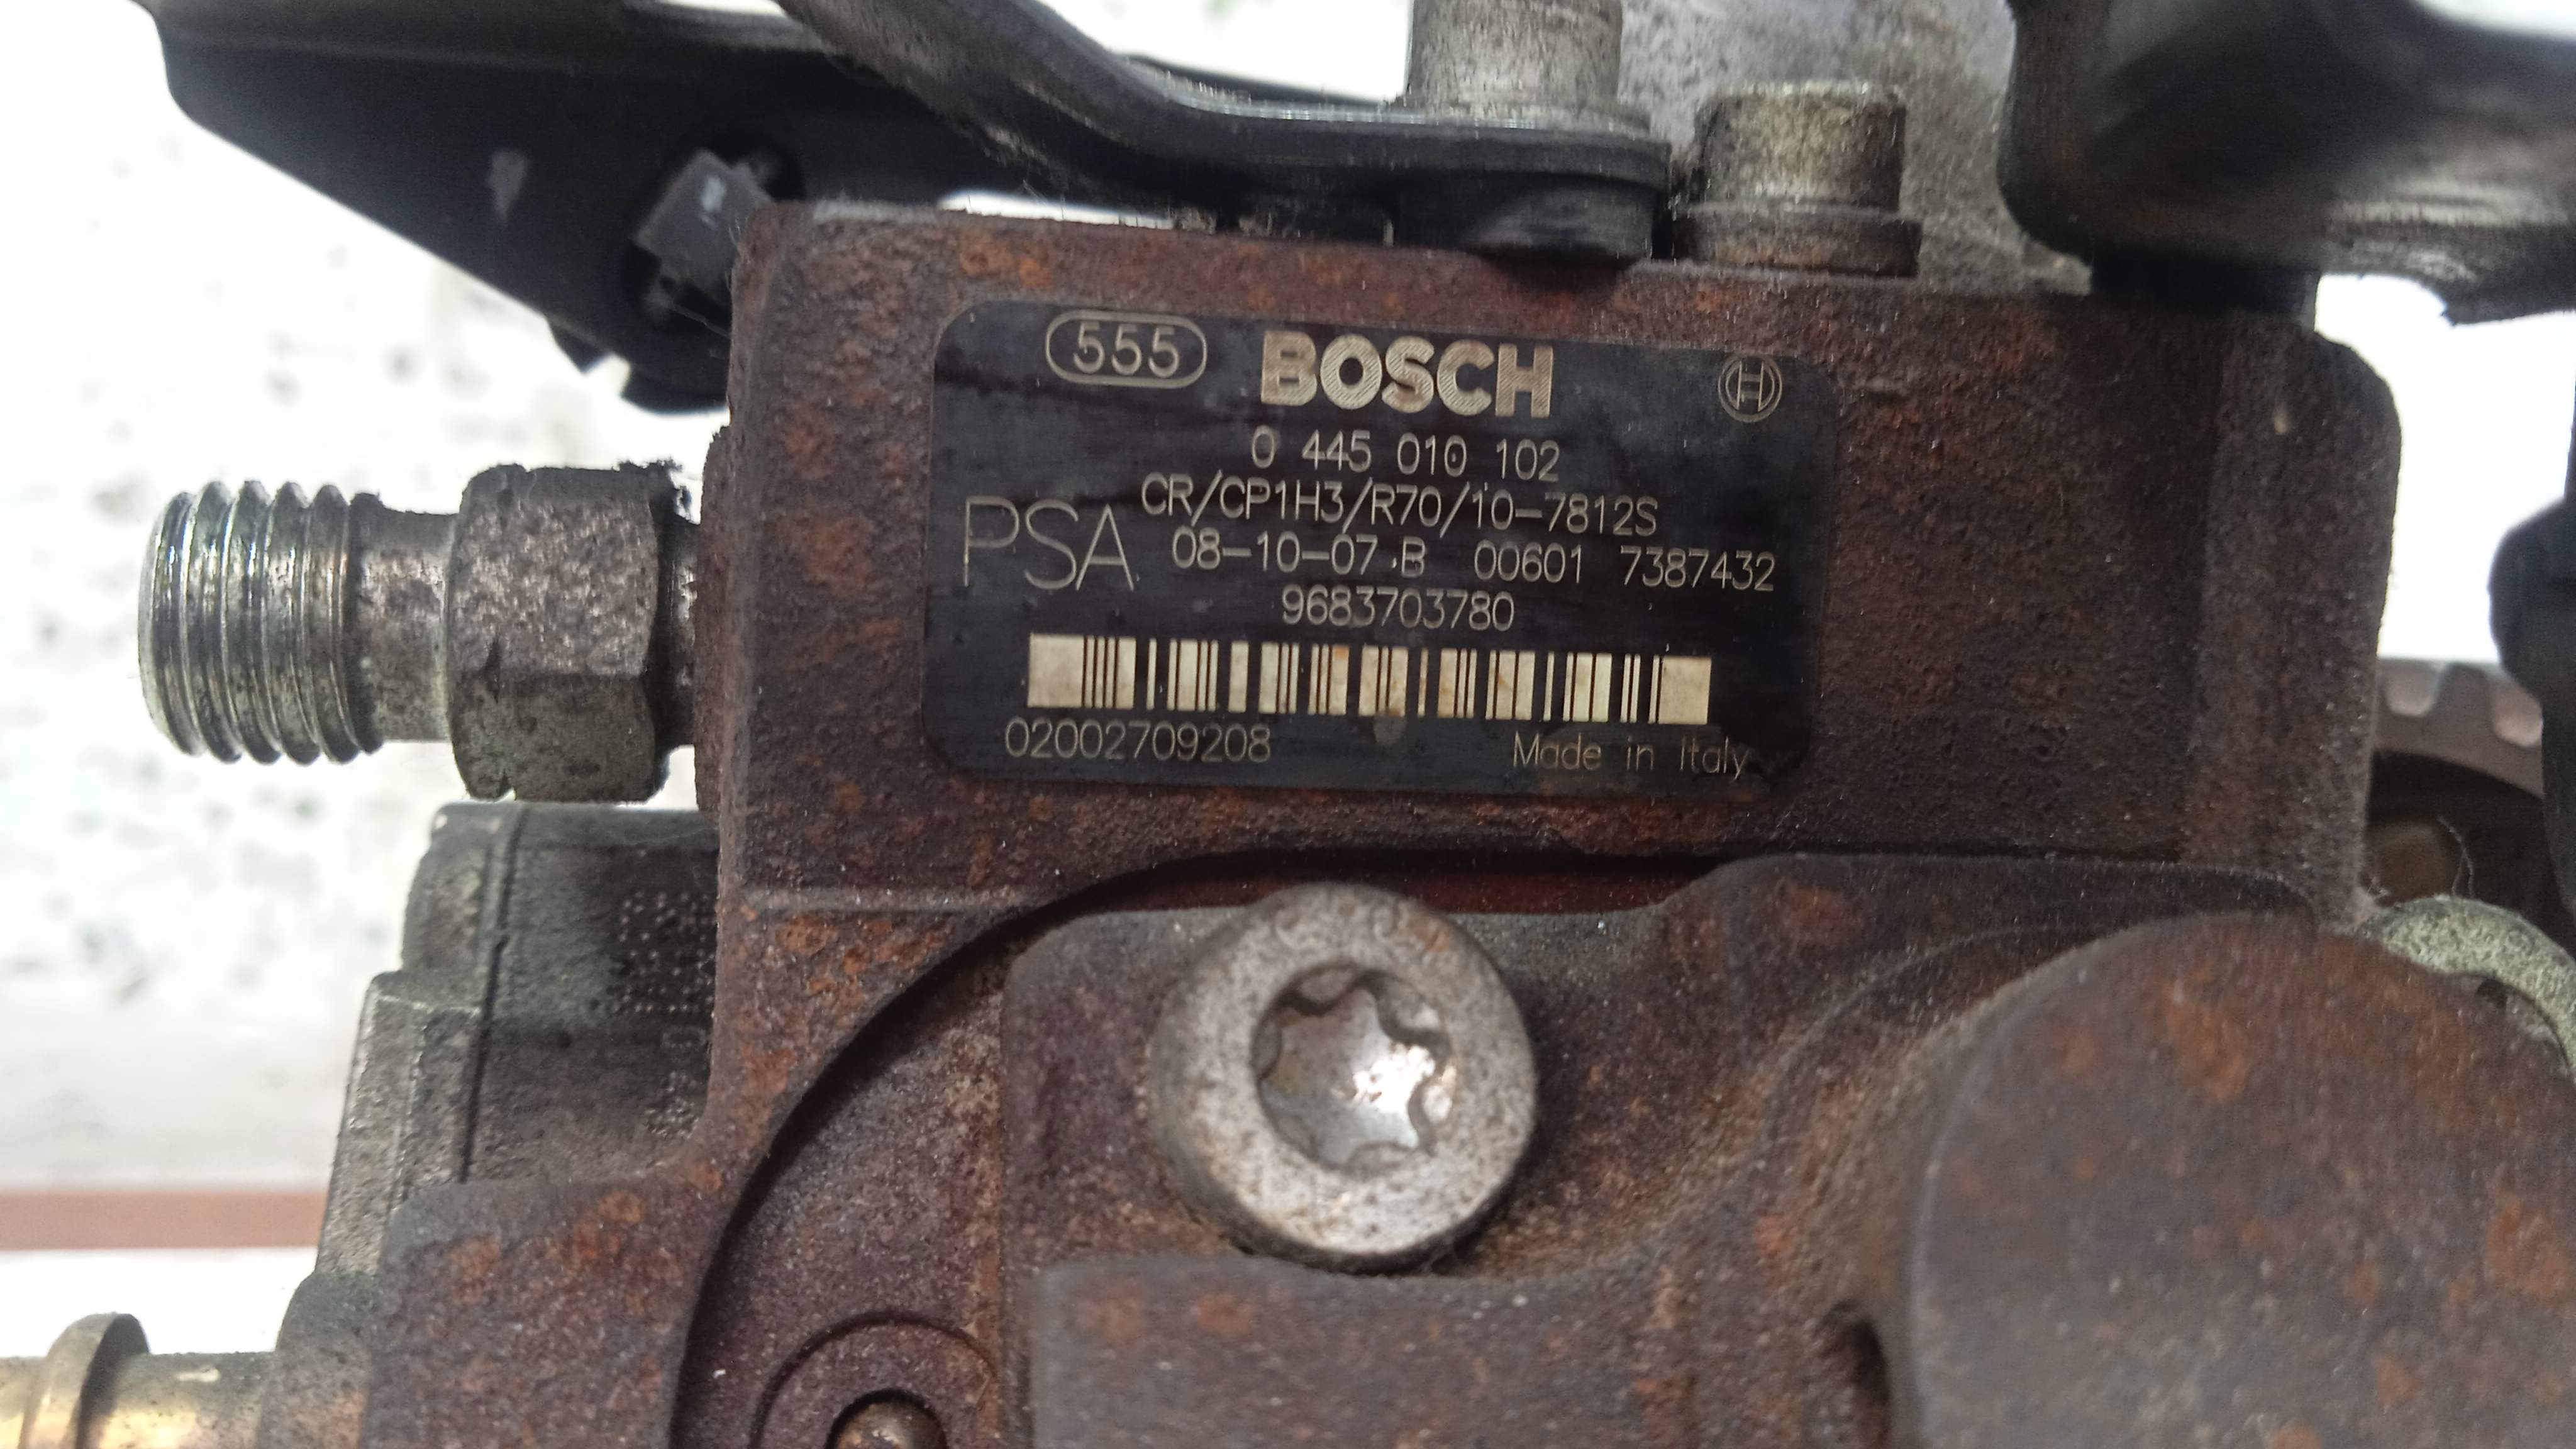 555 BOSCH
0 445 010 102
CR/CP1H3/R70/10-7812S
PSA 08-10-07 B 00601 7387432
9683703780
02002709208 Made in Italy